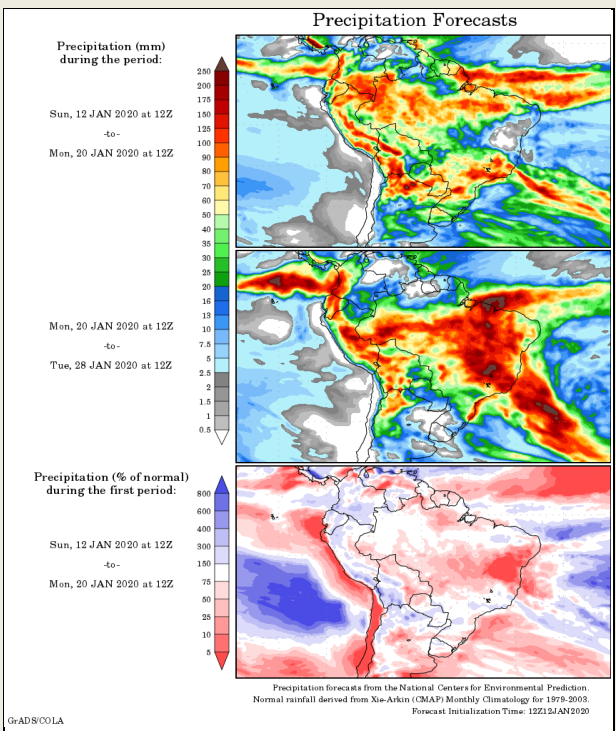 Precipitation Forecasts
Precipitation (mm)
during the period:
Sun, 12 JAN 2020 at 12Z
-to-
Mon, 20 JAN 2020 at 12Z
250
200
175
150
125
100
90
80
70
60
50
40
35
30
25
20
16
13
10
7.5
5
2.5
2
1.5
1
0.5
Mon, 20 JAN 2020 at 12Z
-to-
Tue, 28 JAN 2020 at 12Z
Precipitation (% of normal)
during the first period:
Sun, 12 JAN 2020 at 12Z
-to-
Mon, 20 JAN 2020 at 12Z
800
600
400
300
150
75
50
25
10
5
Precipitation forecasts from the National Centers for Environmental Prediction.
Normal rainfall derived from Xie-Arkin (CMAP) Monthly Climatology for 1979-2003.
Forecast Initialization Time: 12Z12JAN2020
GrADS/COLA